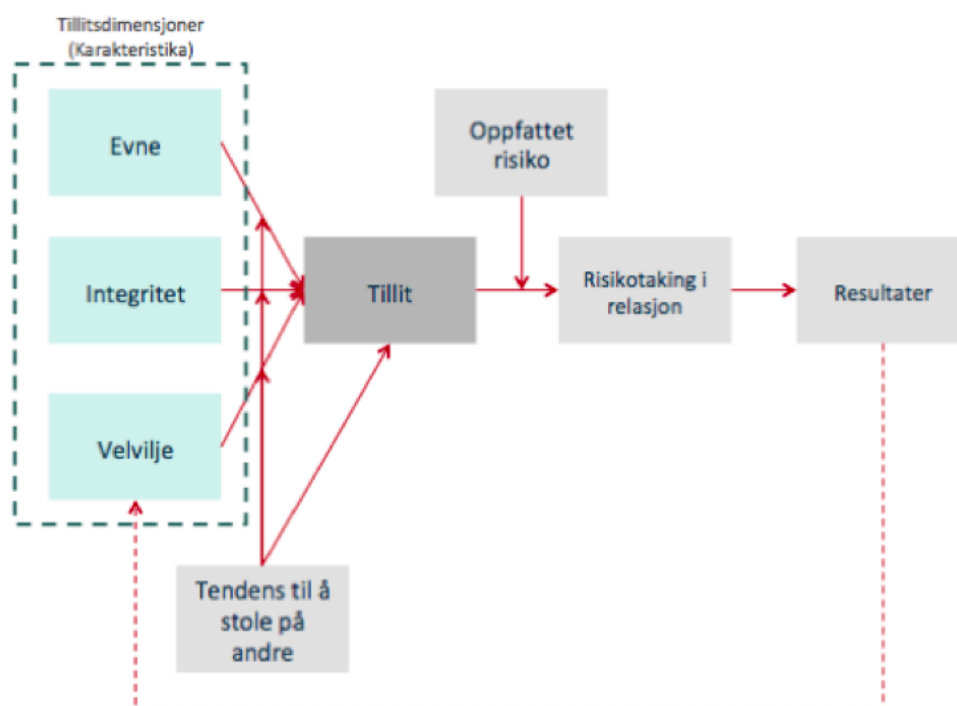 Tillitsdimensjoner
(Karakteristika)
Evne
Oppfattet
risiko
Integritet
Tillit
Risikotaking i
relasjon
Resultater
Velvilje
Tendens til å
stole på
andre